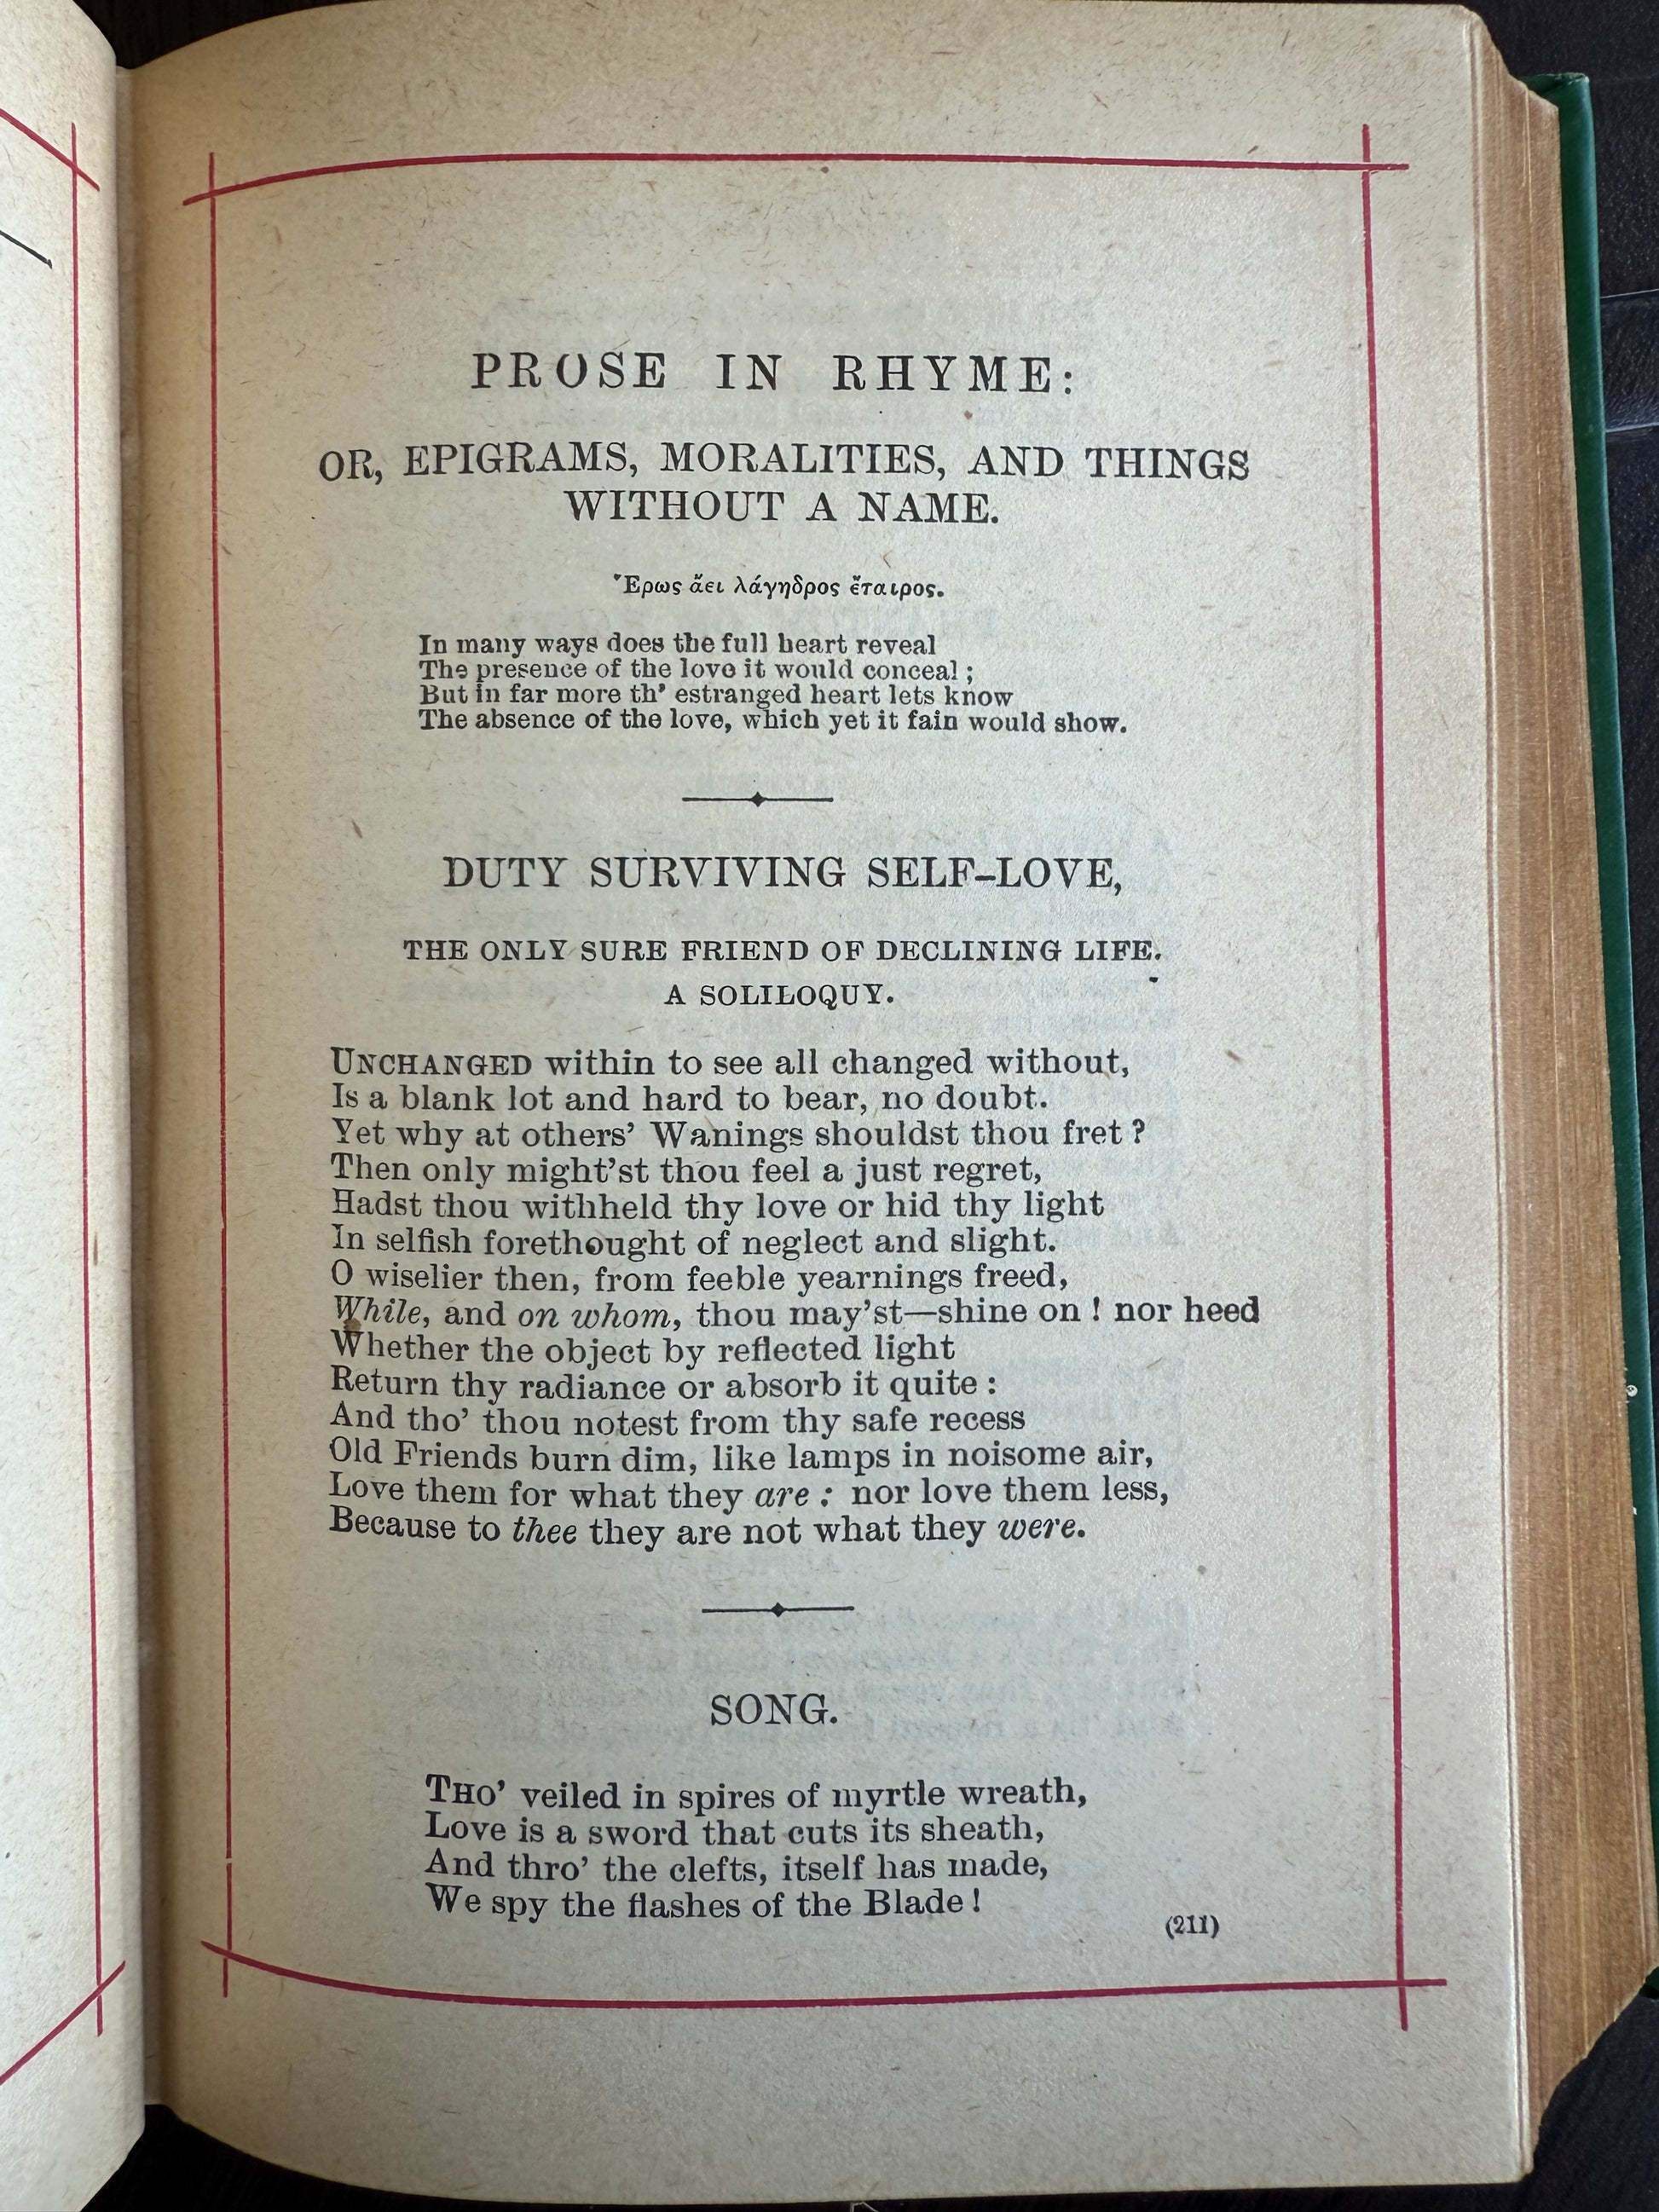 PROSE IN RHYME:
OR, EPIGRAMS, MORALITIES, AND THINGS
WITHOUT A NAME.
Ἔρως ἄει λάγηδρος ἕταιρος.
In many ways does the full heart reveal
The presence of the love it would conceal ;
But in far more th' estranged heart lets know
The absence of the love, which yet it fain would show.
DUTY SURVIVING SELF-LOVE,
THE ONLY SURE FRIEND OF DECLINING LIFE.
A SOLILOQUY.
UNCHANGED within to see all changed without,
Is a blank lot and hard to bear, no doubt.
Yet why at others' Wanings shouldst thou fret ?
Then only might'st thou feel a just regret,
Hadst thou withheld thy love or hid thy light
In selfish forethought of neglect and slight.
O wiselier then, from feeble yearnings freed,
While, and on whom, thou may'st—shine on ! nor heed
Whether the object by reflected light
Return thy radiance or absorb it quite :
And tho' thou notest from thy safe recess
Old Friends burn dim, like lamps in noisome air,
Love them for what they are : nor love them less,
Because to thee they are not what they were.
SONG.
THO' veiled in spires of myrtle wreath,
Love is a sword that cuts its sheath,
And thro' the clefts, itself has made,
We spy the flashes of the Blade !
(211)